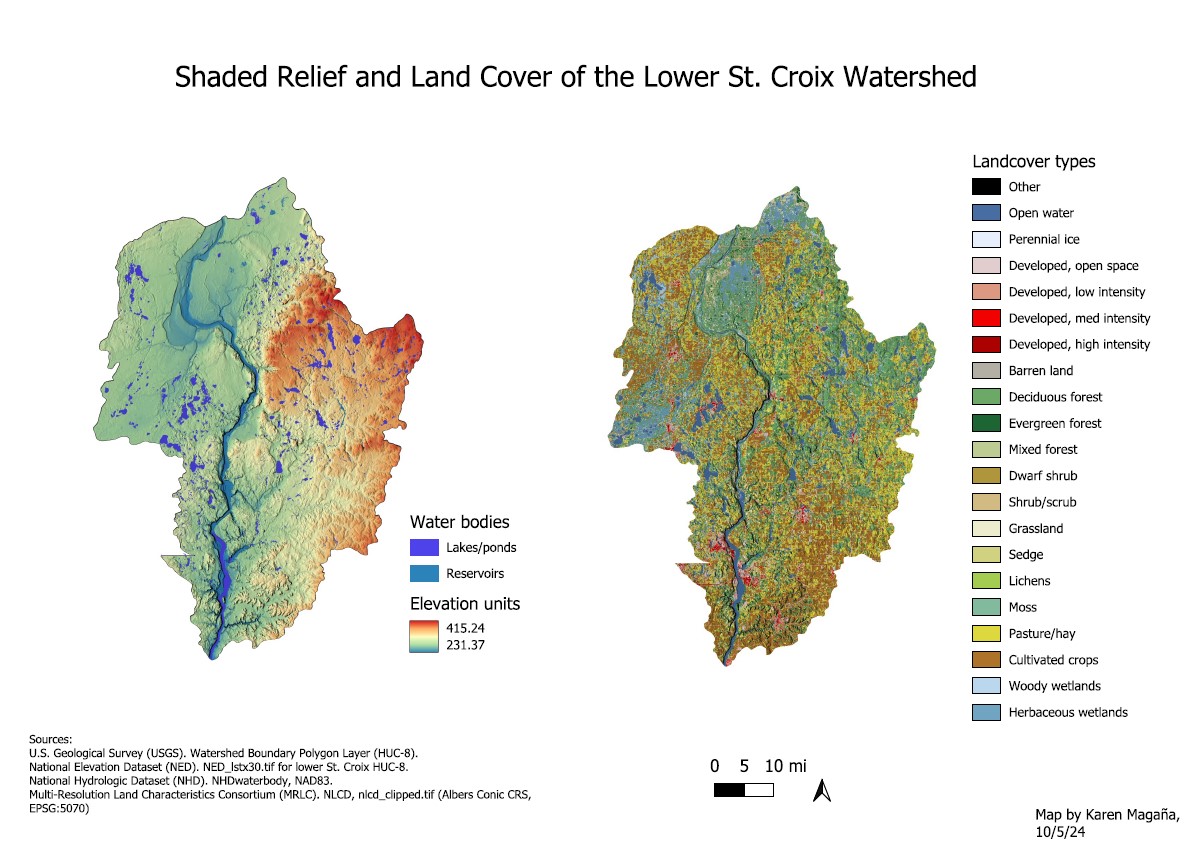 Shaded Relief and Land Cover of the Lower St. Croix Watershed
Landcover types
Other
Open water
Perennial ice
Developed, open space
Developed, low intensity
Developed, med intensity
Developed, high intensity
Barren land
Deciduous forest
Evergreen forest
Mixed forest
Dwarf shrub
Shrub/scrub
Grassland
Sedge
Lichens
Moss
Pasture/hay
Cultivated crops
Woody wetlands
Herbaceous wetlands
Water bodies
Lakes/ponds
Reservoirs
Elevation units
415.24
231.37
Sources:
U.S. Geological Survey (USGS). Watershed Boundary Polygon Layer (HUC-8).
National Elevation Dataset (NED). NED_lstx30.tif for lower St. Croix HUC-8.
National Hydrologic Dataset (NHD). NHDwaterbody, NAD83.
Multi-Resolution Land Characteristics Consortium (MRLC). NLCD, nlcd_clipped.tif (Albers Conic CRS,
EPSG:5070)
0 5 10 mi
Map by Karen Magaña,
10/5/24